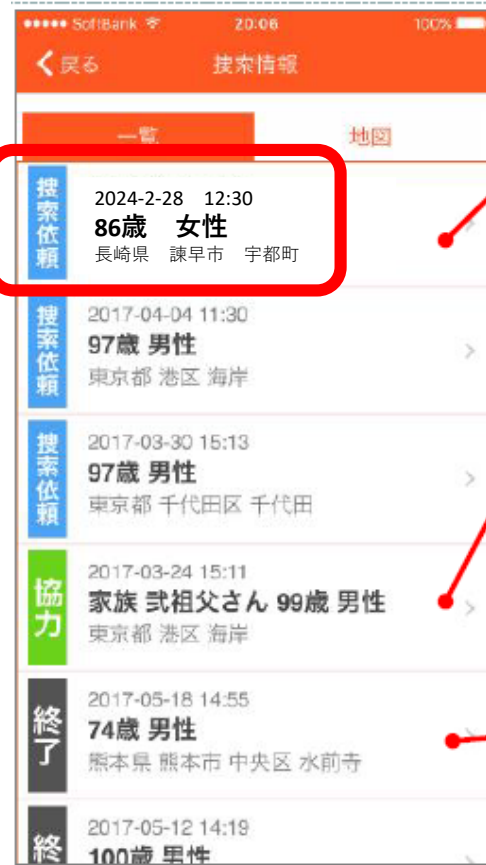 SoftBank 20:06 100%
戻る 捜索情報
一覧 地図
捜索依頼
2024-2-28 12:30
86歳 女性
長崎県 諫早市 宇都町
捜索依頼
2017-04-04 11:30
97歳 男性
東京都 港区 海岸
捜索依頼
2017-03-30 15:13
97歳 男性
東京都 千代田区 千代田
協力
2017-03-24 15:11
家族 弐祖父さん 99歳 男性
東京都 港区 海岸
終了
2017-05-18 14:55
74歳 男性
熊本県 熊本市 中央区 水前寺
終
2017-05-12 14:19
100歳 男性